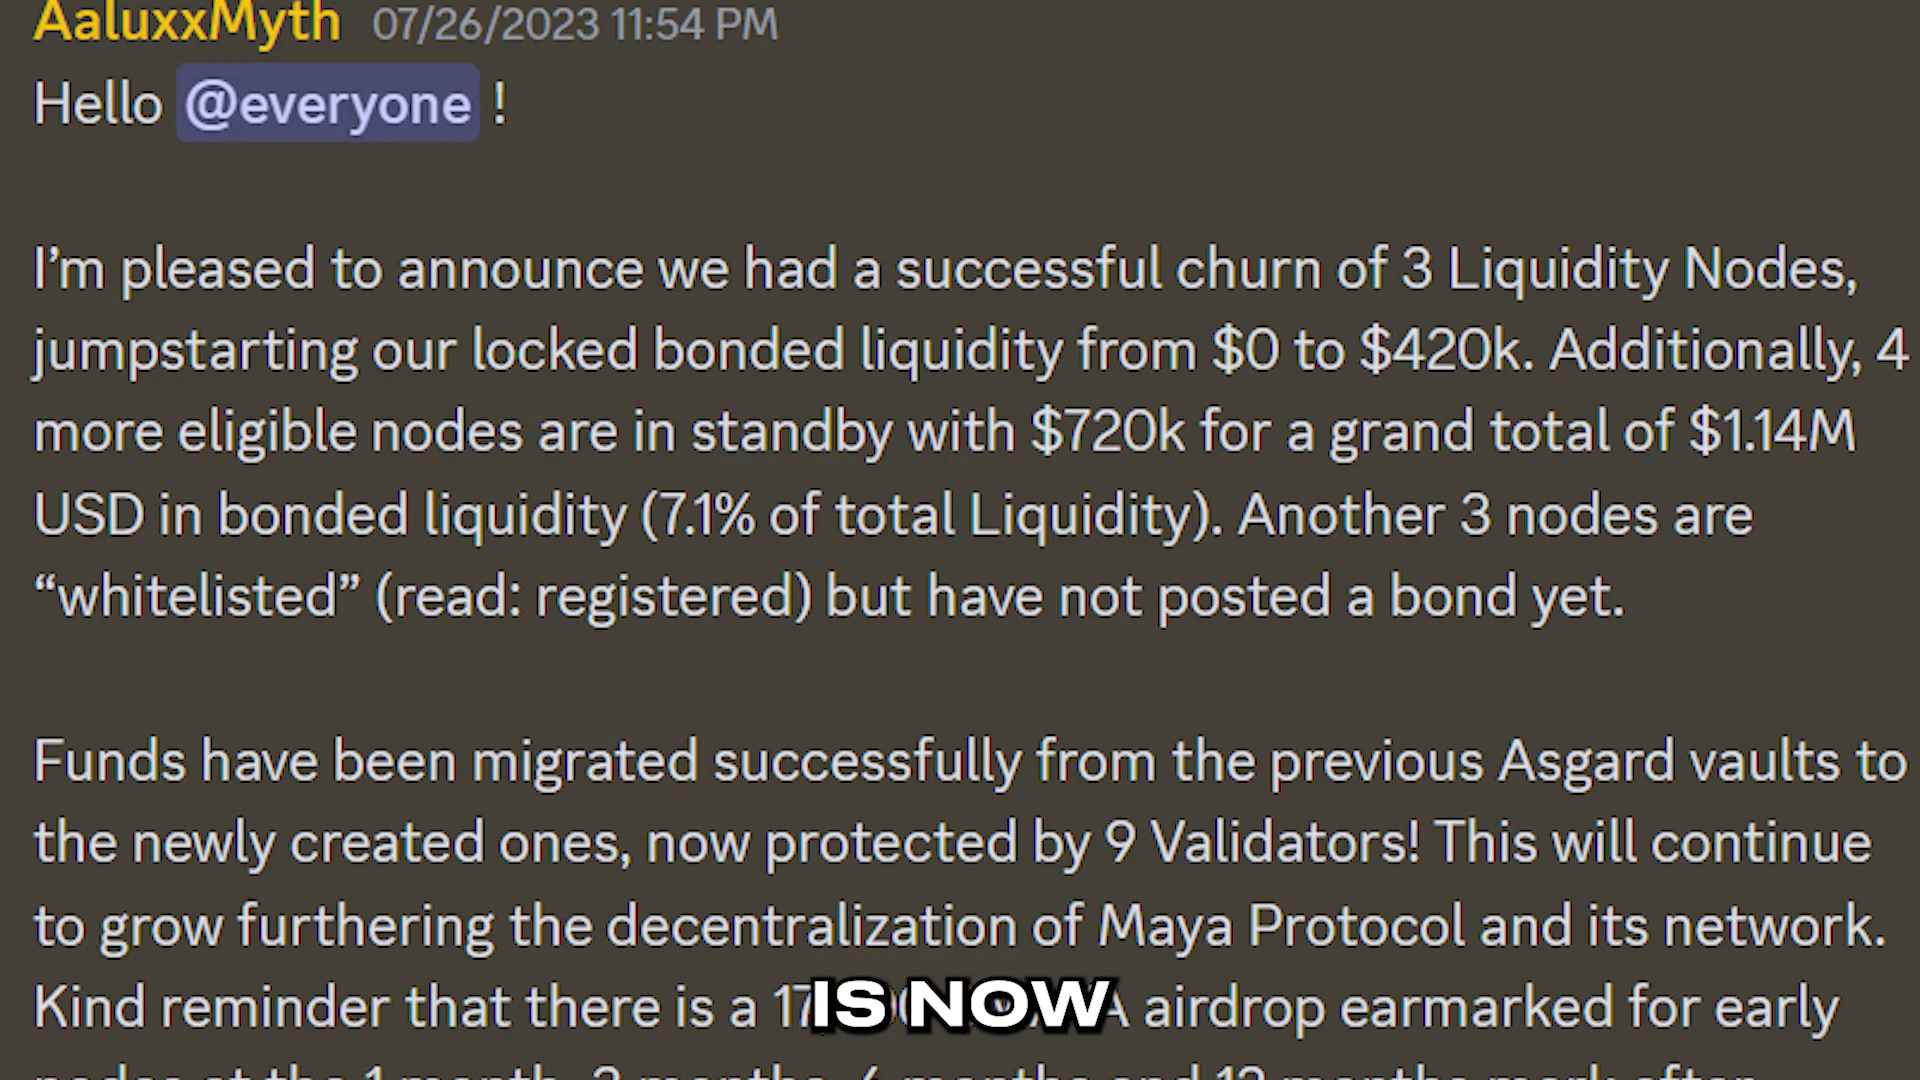 AaluxxMyth 07/26/2023 11:54 PM
Hello @everyone !
I’m pleased to announce we had a successful churn of 3 Liquidity Nodes,
jumpstarting our locked bonded liquidity from $0 to $420k. Additionally, 4
more eligible nodes are in standby with $720k for a grand total of $1.14M
USD in bonded liquidity (7.1% of total Liquidity). Another 3 nodes are
“whitelisted” (read: registered) but have not posted a bond yet.
Funds have been migrated successfully from the previous Asgard vaults to
the newly created ones, now protected by 9 Validators! This will continue
to grow furthering the decentralization of Maya Protocol and its network.
Kind reminder that there is a airdrop earmarked for early
IS NOW